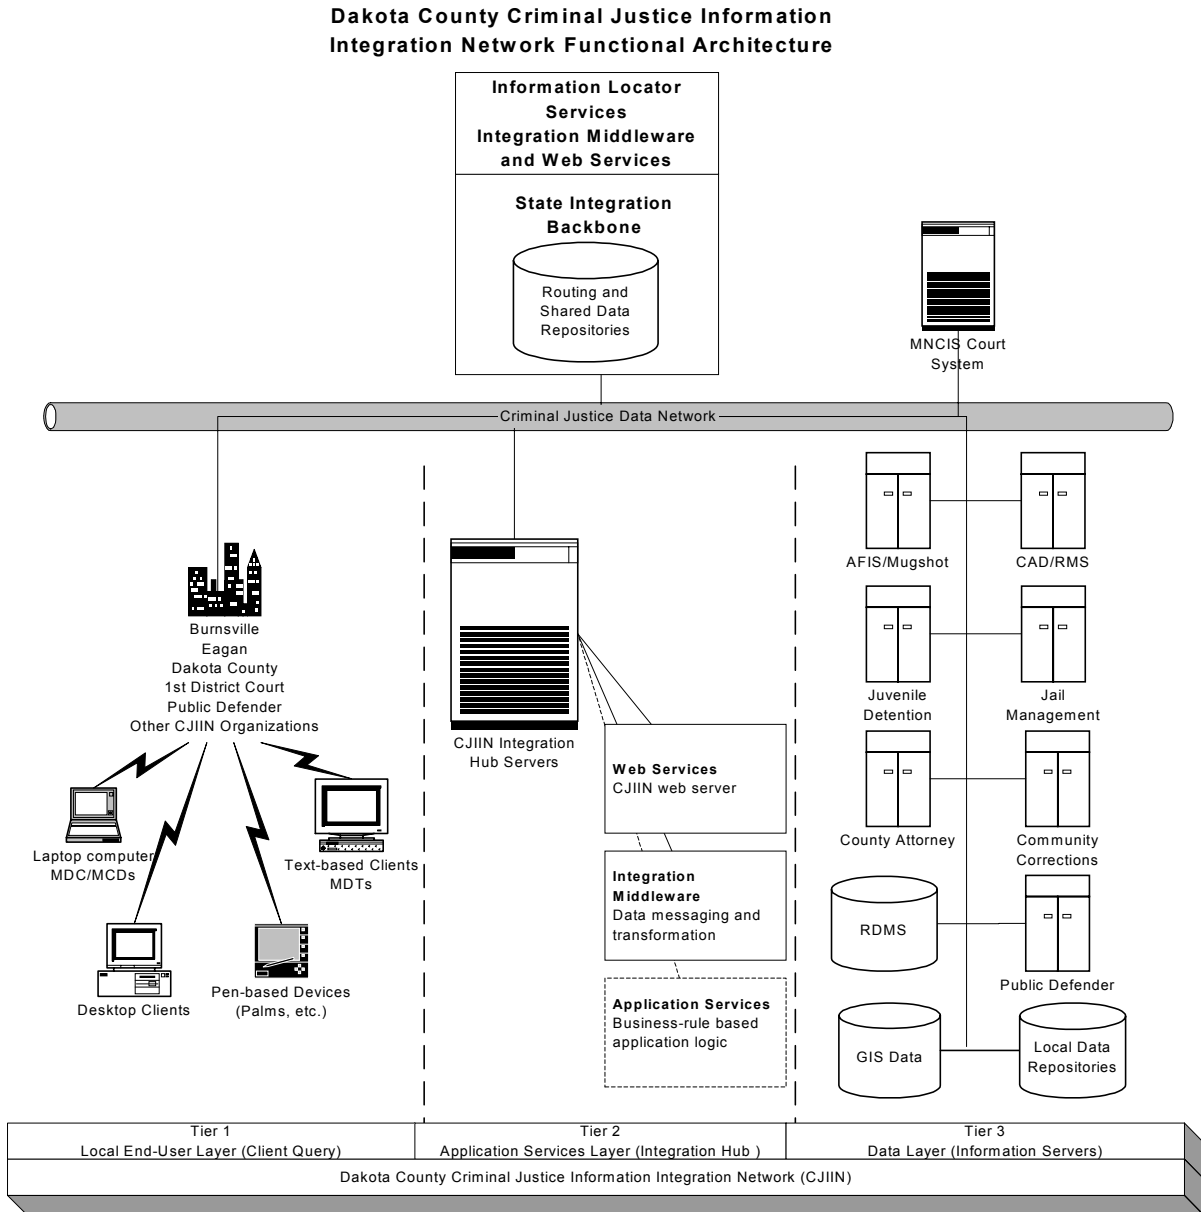 Dakota County Criminal Justice Information
Integration Network Functional Architecture
Information Locator
Services
Integration Middleware
and Web Services
State Integration
Backbone
Routing and
Shared Data
Repositories
MNCIS Court
System
Criminal Justice Data Network
Burnsville
Eagan
Dakota County
1st District Court
Public Defender
Other CJIIN Organizations
Laptop computer
MDC/MCDs
Text-based Clients
MDTs
Desktop Clients
Pen-based Devices
(Palms, etc.)
CJIIN Integration
Hub Servers
Web Services
CJIIN web server
Integration
Middleware
Data messaging and
transformation
Application Services
Business-rule based
application logic
AFIS/Mugshot
CAD/RMS
Juvenile
Detention
Jail
Management
County Attorney
Community
Corrections
RDMS
Public Defender
GIS Data
Local Data
Repositories
Tier 1
Local End-User Layer (Client Query)
Tier 2
Application Services Layer (Integration Hub )
Tier 3
Data Layer (Information Servers)
Dakota County Criminal Justice Information Integration Network (CJIIN)